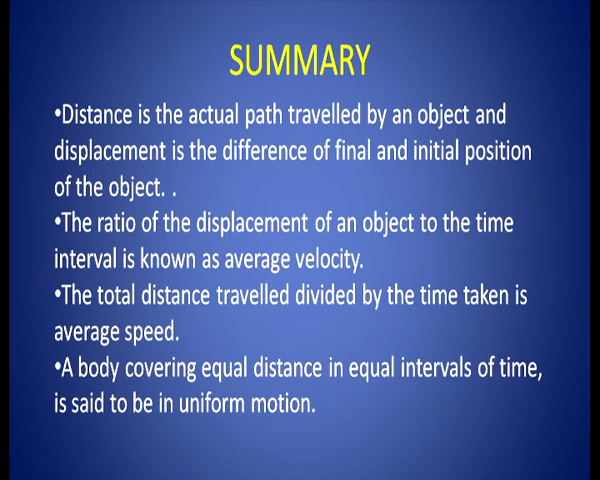 SUMMARY
•Distance is the actual path travelled by an object and
displacement is the difference of final and initial position
of the object. .
•The ratio of the displacement of an object to the time
interval is known as average velocity.
•The total distance travelled divided by the time taken is
average speed.
•A body covering equal distance in equal intervals of time,
is said to be in uniform motion.